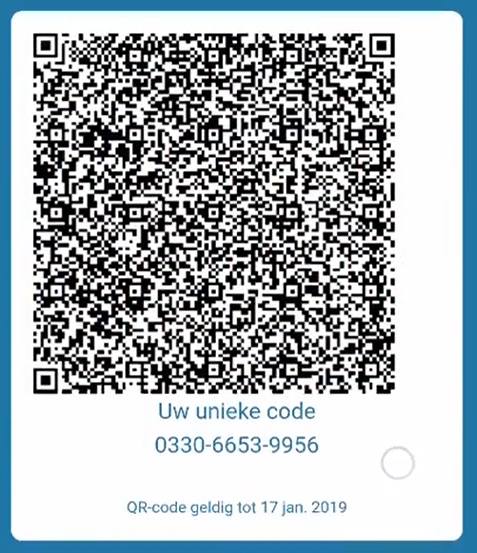 Uw unieke code
0330-6653-9956
QR-code geldig tot 17 jan. 2019